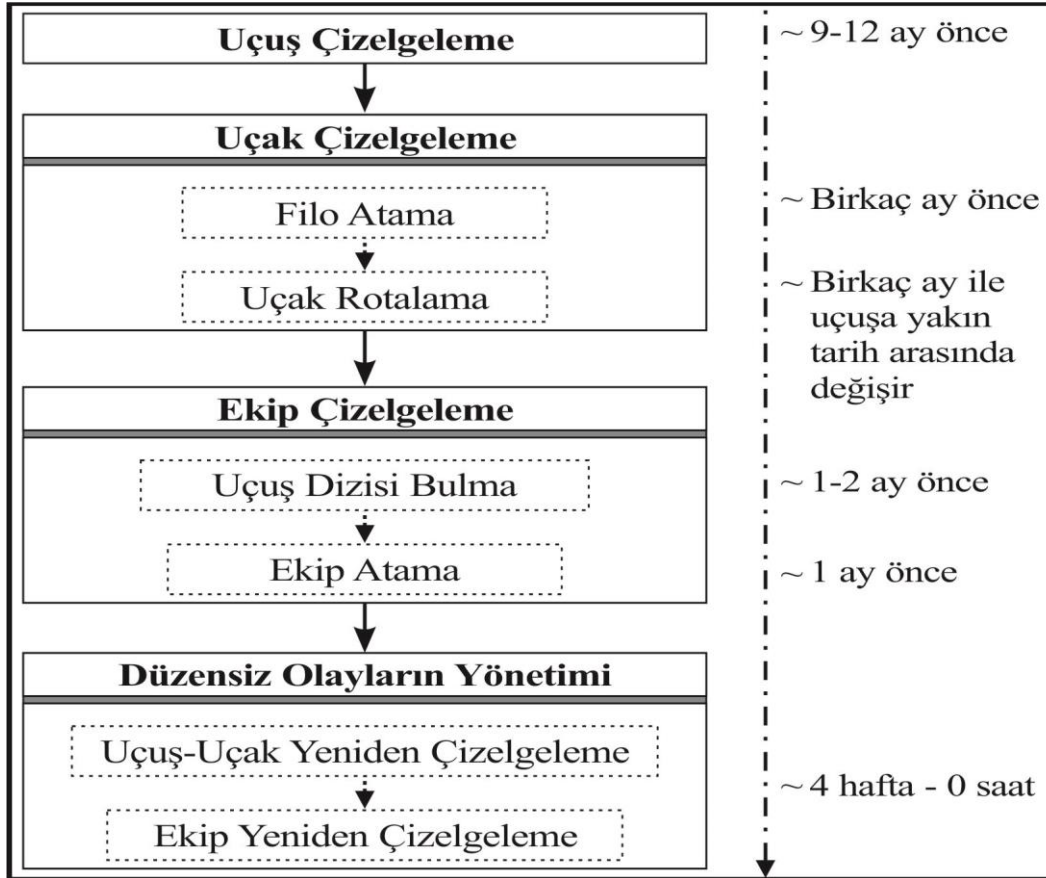 Uçuş Çizelgeleme
~ 9-12 ay önce
Uçak Çizelgeleme
Filo Atama
~ Birkaç ay önce
Uçak Rotalama
~ Birkaç ay ile
uçuşa yakın
tarih arasında
değişir
Ekip Çizelgeleme
Uçuş Dizisi Bulma
~ 1-2 ay önce
Ekip Atama
~ 1 ay önce
Düzensiz Olayların Yönetimi
Uçuş-Uçak Yeniden Çizelgeleme
~ 4 hafta - 0 saat
Ekip Yeniden Çizelgeleme